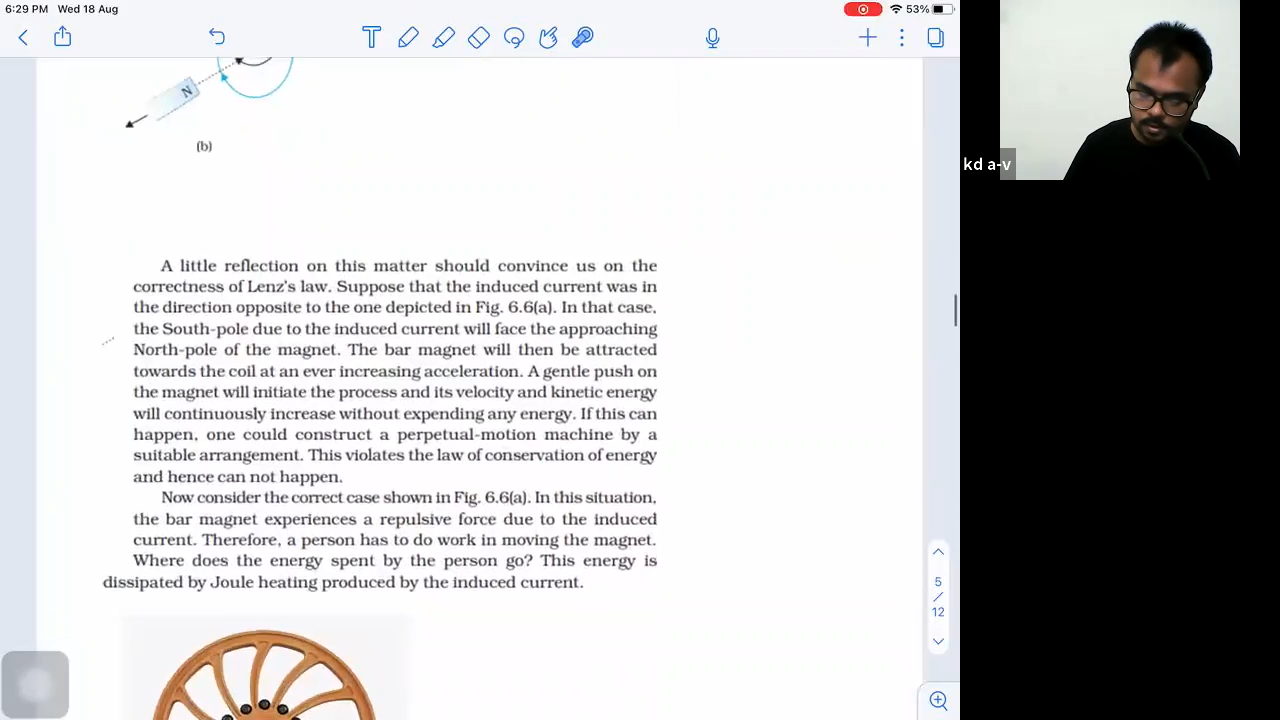 6:29 PM Wed 18 Aug
53%
N
(b)
kd a-v
A little reflection on this matter should convince us on the
correctness of Lenz's law. Suppose that the induced current was in
the direction opposite to the one depicted in Fig. 6.6(a). In that case,
the South-pole due to the induced current will face the approaching
North-pole of the magnet. The bar magnet will then be attracted
towards the coil at an ever increasing acceleration. A gentle push on
the magnet will initiate the process and its velocity and kinetic energy
will continuously increase without expending any energy. If this can
happen, one could construct a perpetual-motion machine by a
suitable arrangement. This violates the law of conservation of energy
and hence can not happen.
Now consider the correct case shown in Fig. 6.6(a). In this situation,
the bar magnet experiences a repulsive force due to the induced
current. Therefore, a person has to do work in moving the magnet.
Where does the energy spent by the person go? This energy is
dissipated by Joule heating produced by the induced current.
5
/
12